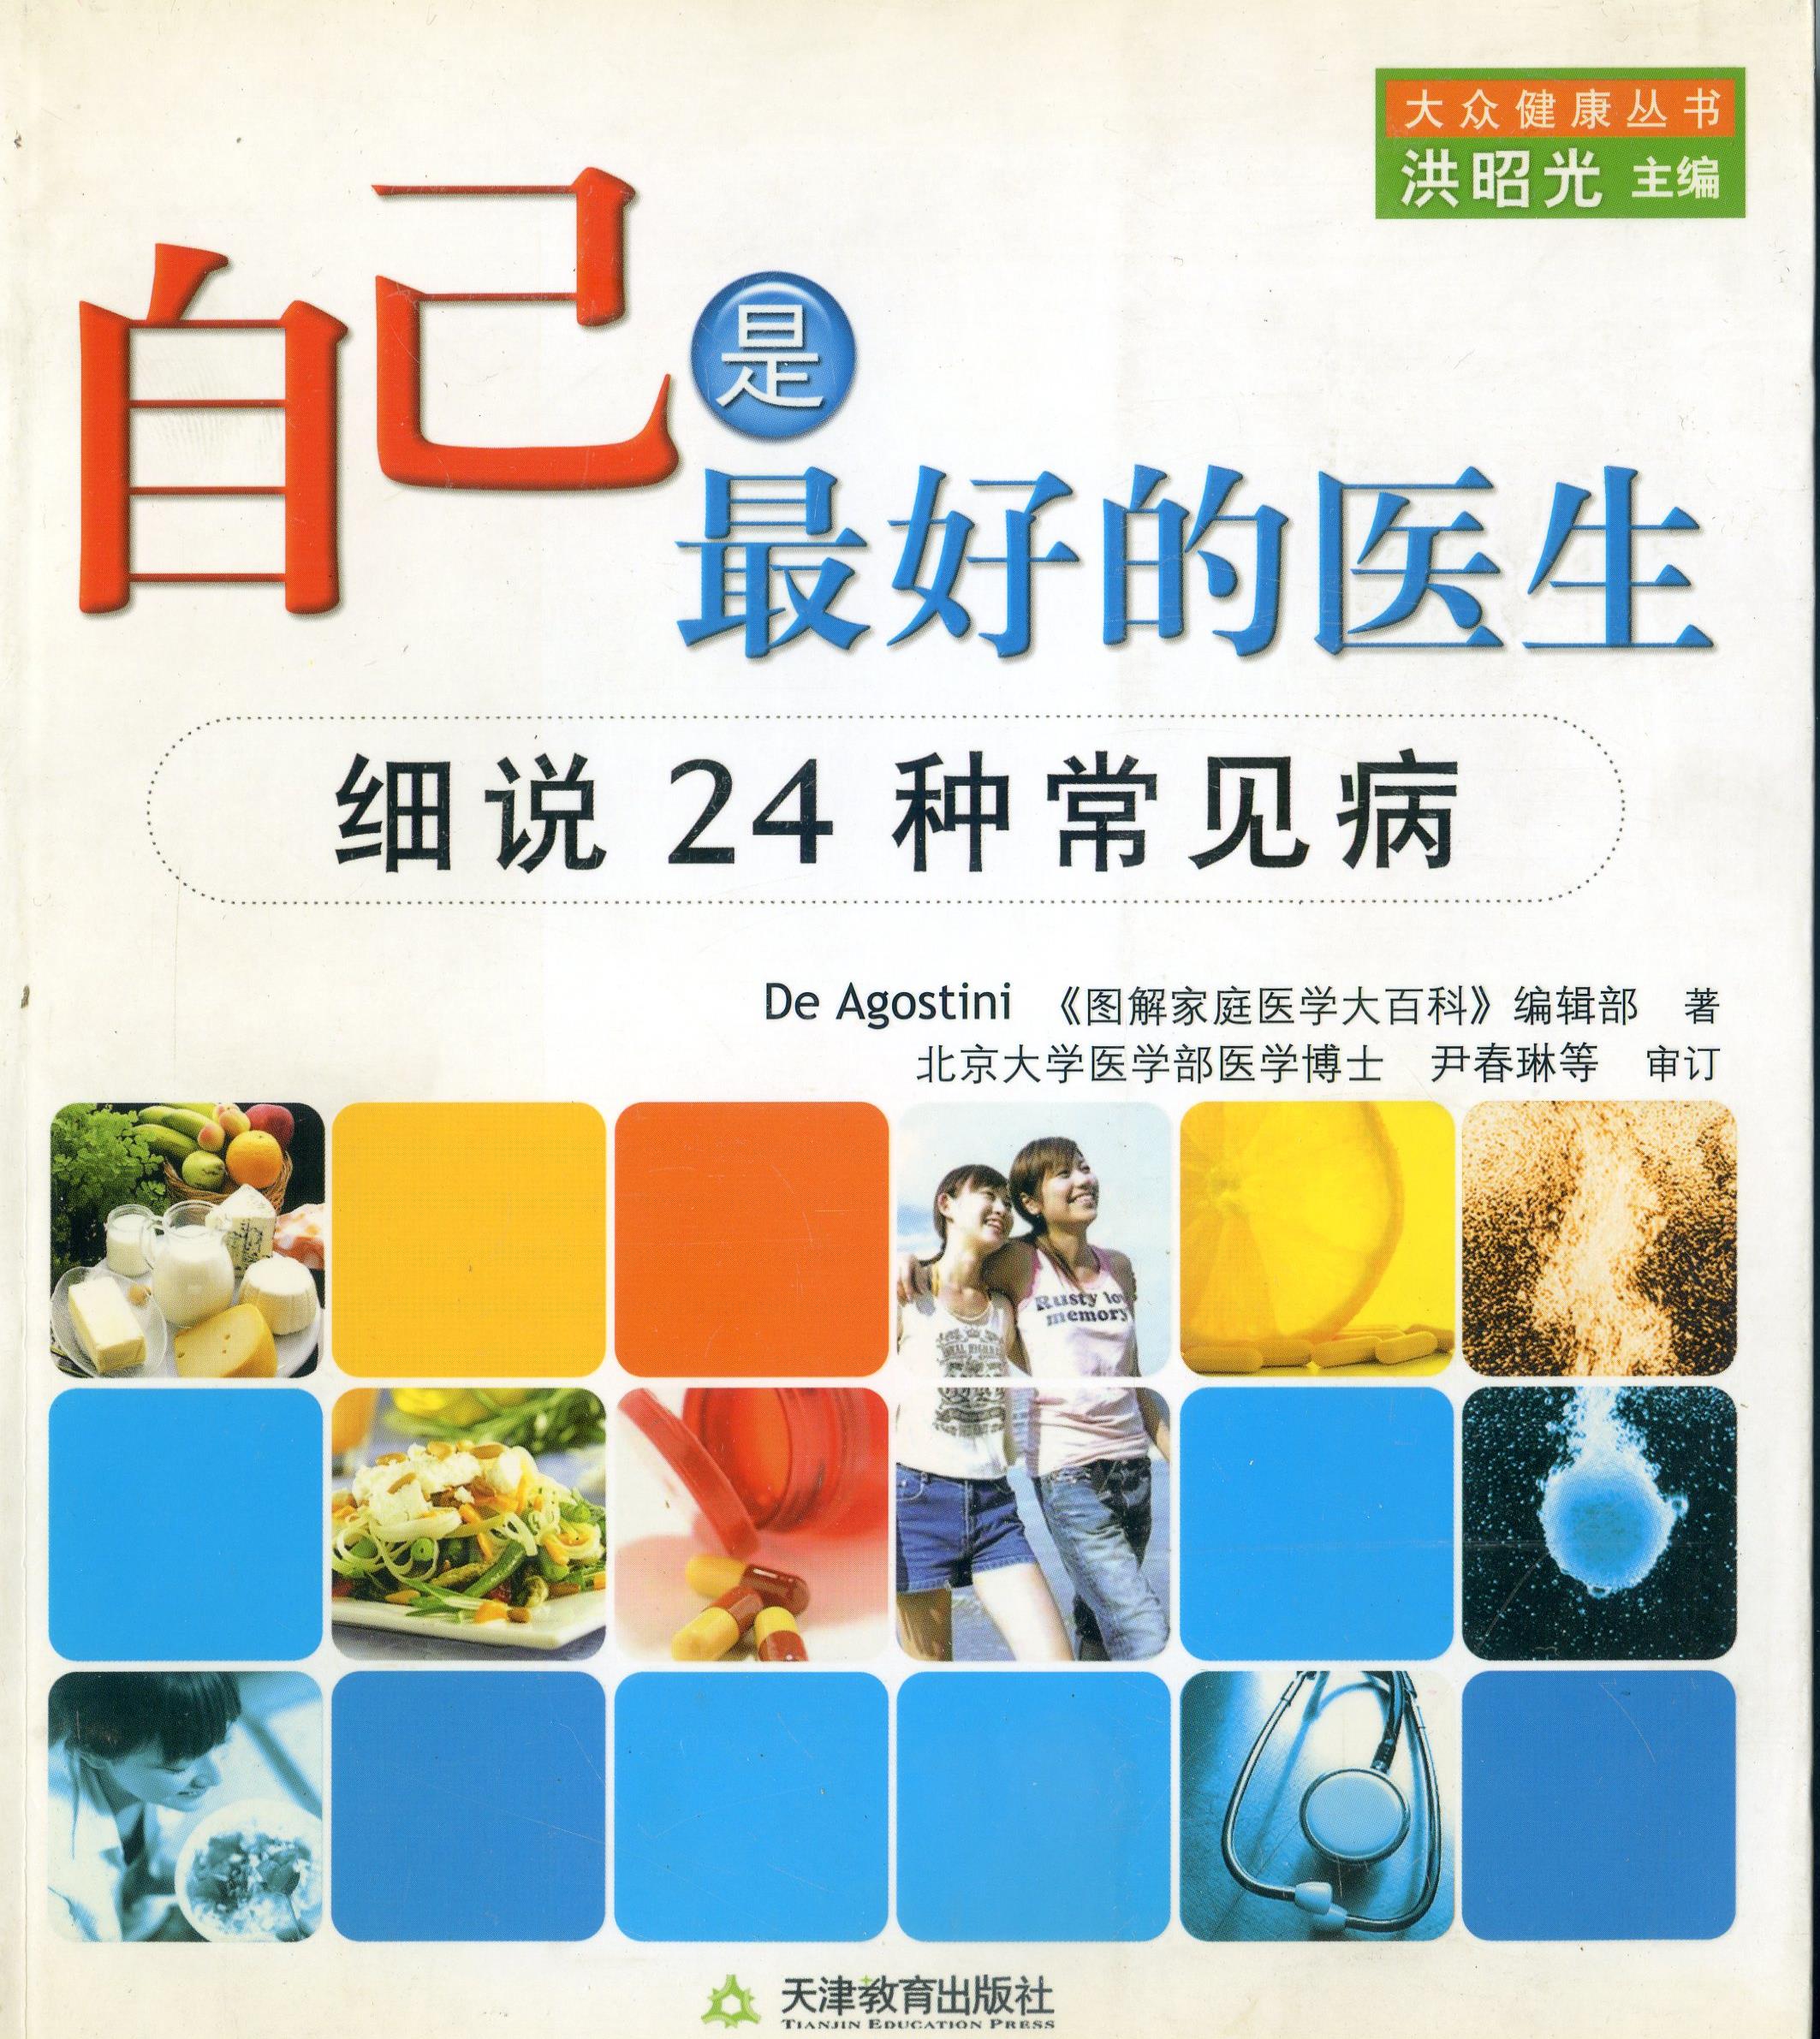 大众健康丛书
洪昭光 主编
自己是
最好的医生
细说24种常见病
De Agostini 《图解家庭医学大百科》编辑部 著
北京大学医学部医学博士 尹春琳等 审订
Rusty lo
memory
天津教育出版社
TIANJIN EDUCATION PRESS